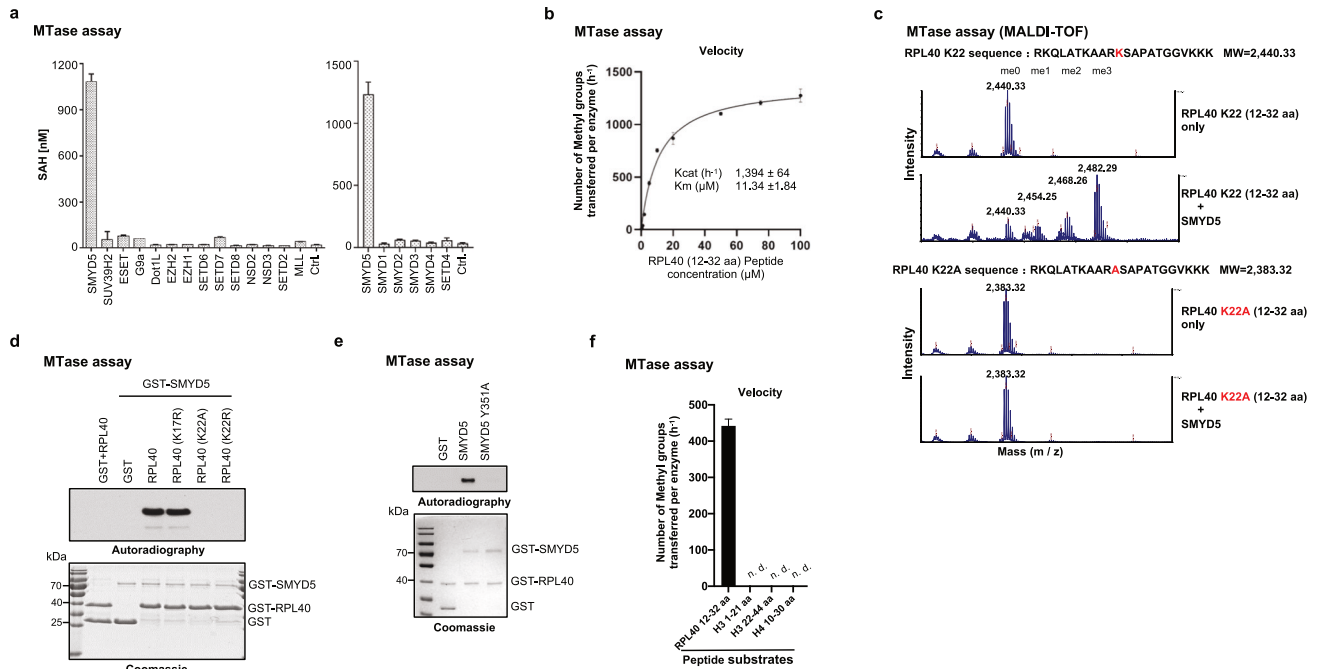 a
MTase assay
SAH [nM]
1200
900
600
300
0
SMYD5
SUV39H2
ESET
G9a
Dot1L
EZH2
EZH1
SETD6
SETD7
SETD8
NSD2
NSD3
SETD2
MLL
Ctrl.
1500
1000
500
0
SMYD5
SMYD1
SMYD2
SMYD3
SMYD4
SETD4
Ctrl.
b
MTase assay
Velocity
Number of Methyl groups
transferred per enzyme (h-1)
1500
1000
500
0
Kcat (h-1) 1,394 ± 64
Km (µM) 11.34 ±1.84
0 20 40 60 80 100
RPL40 (12-32 aa) Peptide
concentration (µM)
c
MTase assay (MALDI-TOF)
RPL40 K22 sequence : RKQLATKAARKSAPATGGVKKK MW=2,440.33
me0 me1 me2 me3
2,440.33
RPL40 K22 (12-32 aa)
only
Intensity
2,440.33
2,454.25
2,468.26
2,482.29
RPL40 K22 (12-32 aa)
+
SMYD5
RPL40 K22A sequence : RKQLATKAARASAPATGGVKKK MW=2,383.32
2,383.32
RPL40 K22A (12-32 aa)
only
Intensity
2,383.32
RPL40 K22A (12-32 aa)
+
SMYD5
Mass (m / z)
d
MTase assay
GST-SMYD5
GST+RPL40
GST
RPL40
RPL40 (K17R)
RPL40 (K22A)
RPL40 (K22R)
Autoradiography
kDa
70
40
25
GST-SMYD5
GST-RPL40
GST
Coomassie
e
MTase assay
GST
SMYD5
SMYD5 Y351A
Autoradiography
kDa
70
40
GST-SMYD5
GST-RPL40
GST
Coomassie
f
MTase assay
Velocity
Number of Methyl groups
transferred per enzyme (h-1)
500
400
300
200
100
0
n. d.
n. d.
n. d.
RPL40 12-32 aa
H3 1-21 aa
H3 22-44 aa
H4 10-30 aa
Peptide substrates